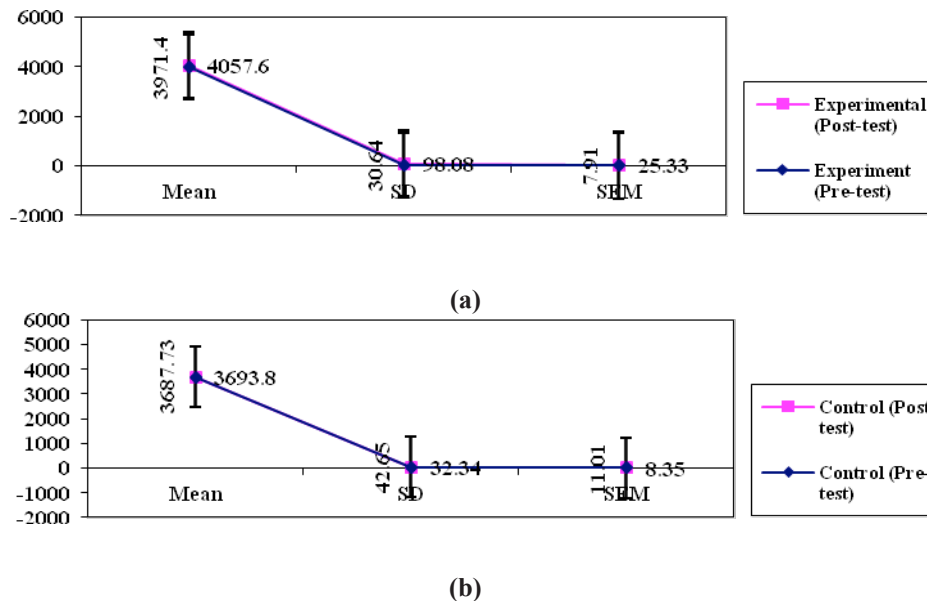 6000
4000
2000
0
-2000
3971.4
4057.6
30.64
98.08
7.91
25.33
Mean
SD
SEM
Experimental
(Post-test)
Experiment
(Pre-test)
(a)
6000
5000
4000
3000
2000
1000
0
-1000
-2000
3687.73
3693.8
42.65
32.34
11.01
8.35
Mean
SD
SEM
Control (Post
test)
Control (Pre-
test)
(b)